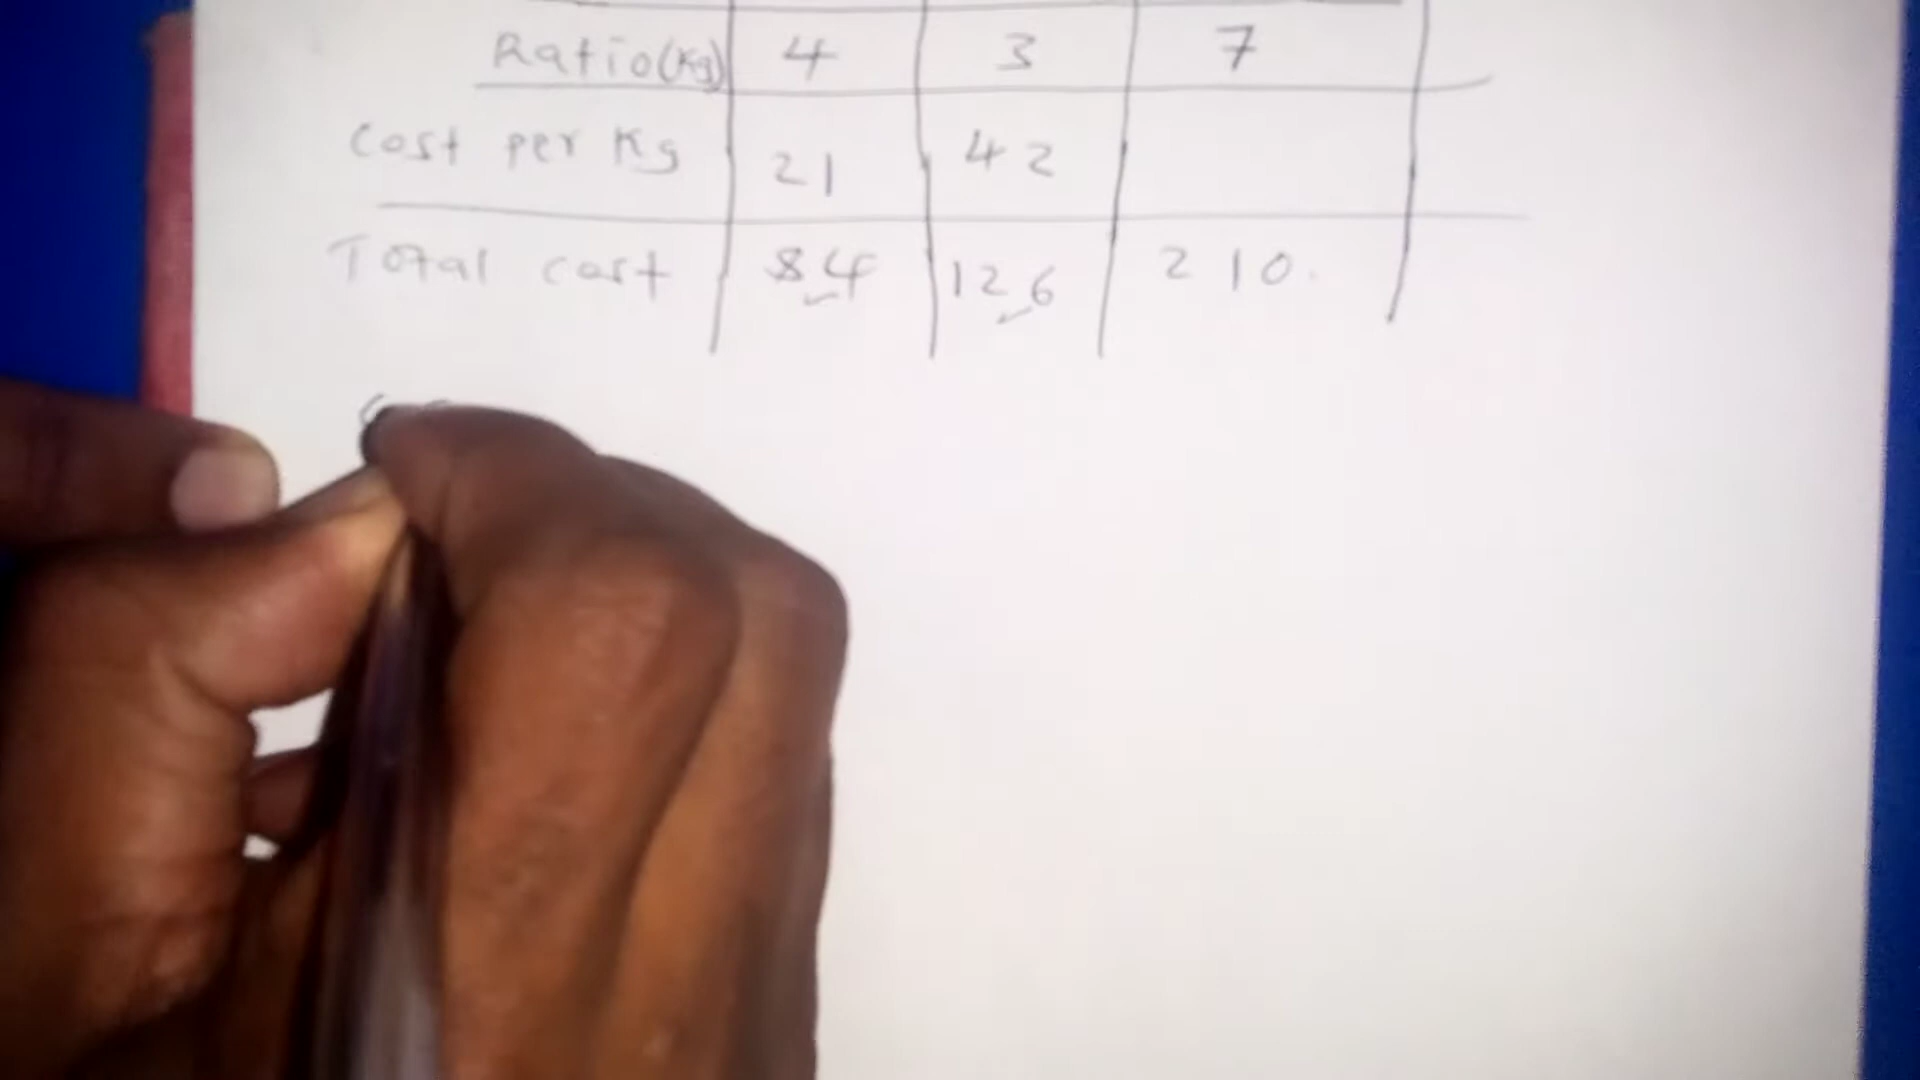 Ratio(Kg) 4 3 7
Cost per Kg 21 42
Total cost 84 126 210.